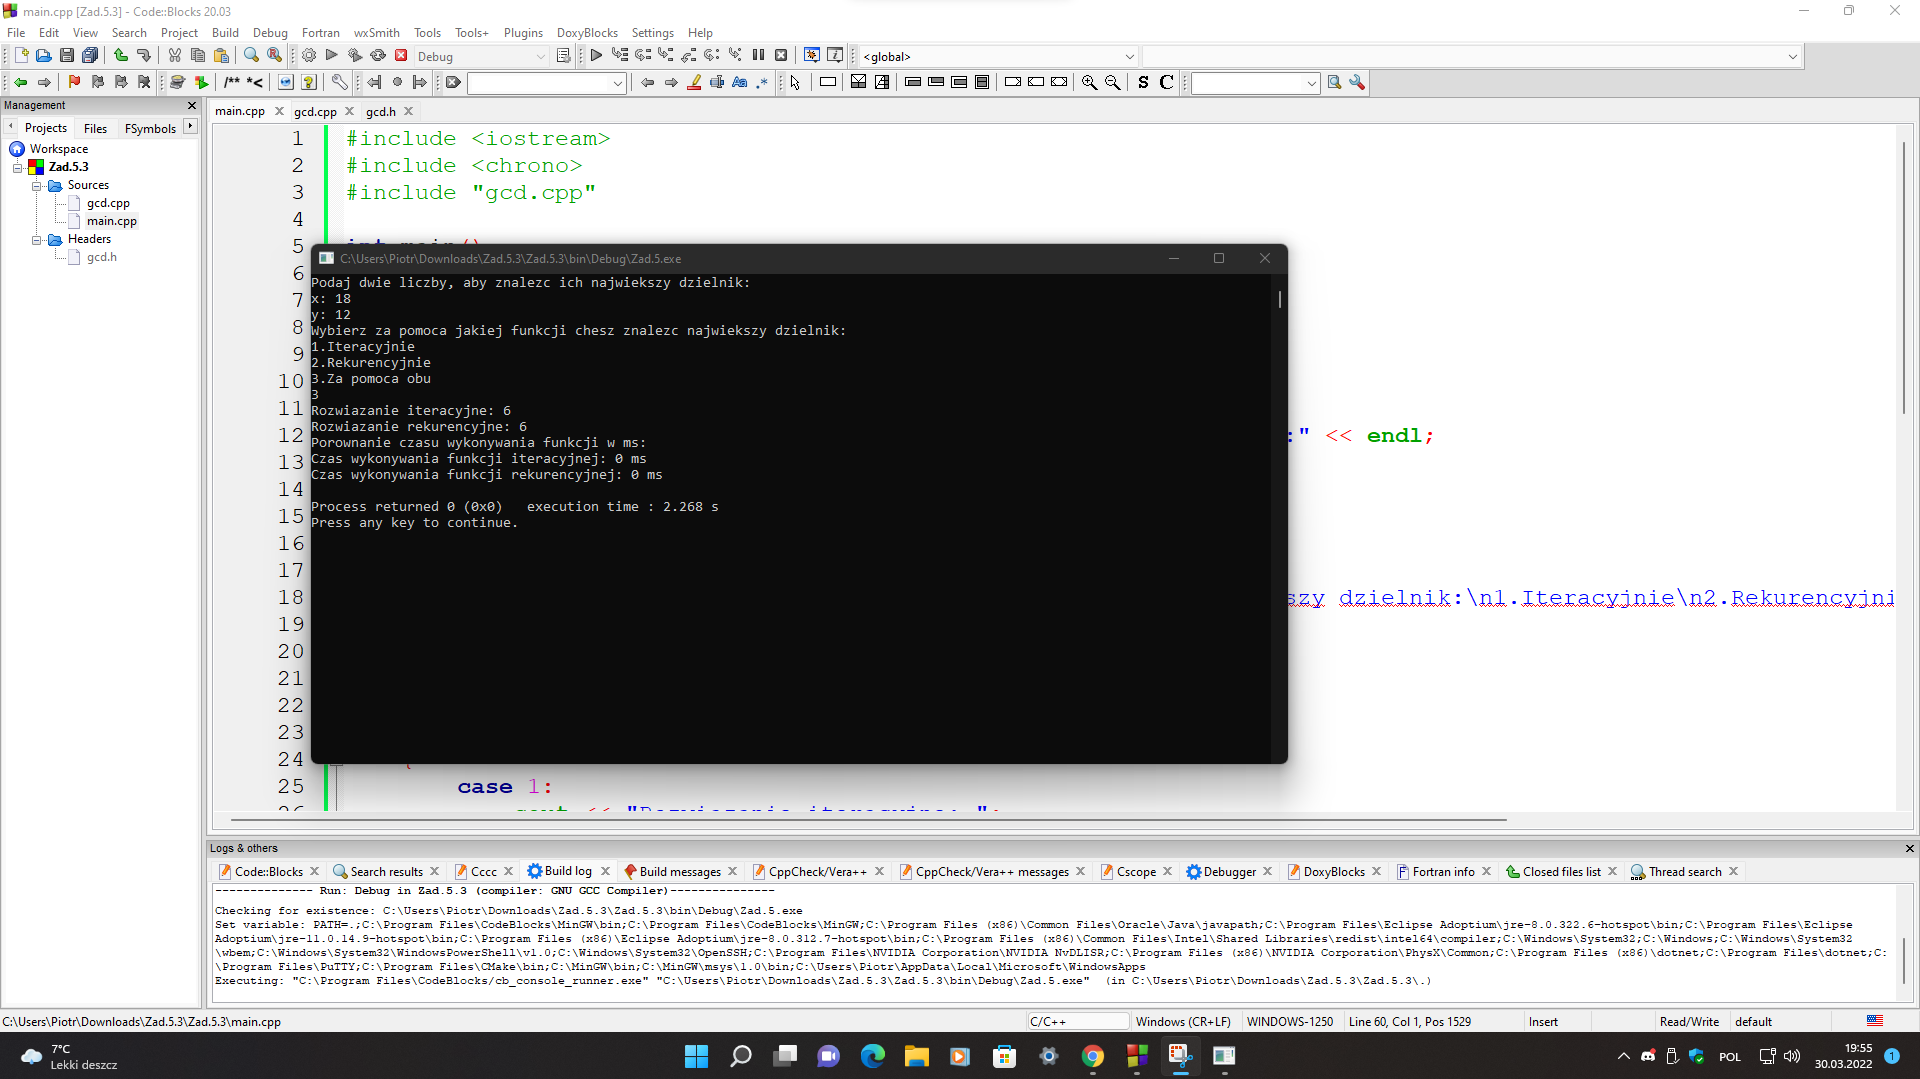 main.cpp [Zad.5.3] - Code::Blocks 20.03
File Edit View Search Project Build Debug Fortran wxSmith Tools Tools+ Plugins DoxyBlocks Settings Help
Debug
<global>
/** *<
Aa .*
S C
Management
Projects Files FSymbols
main.cpp gcd.cpp gcd.h
Workspace
Zad.5.3
Sources
gcd.cpp
main.cpp
Headers
gcd.h
1 #include <iostream>
2 #include <chrono>
3 #include "gcd.cpp"
4
5 int main()
6
7
8
9
10
11
12 :" << endl;
13
14
15
16
17
18 szy dzielnik:\n1.Iteracyjnie\n2.Rekurencyjni
19
20
21
22
23
24 {
25 case 1:
26 cout << "Rozwiazanie iteracyjne: ";
C:\Users\Piotr\Downloads\Zad.5.3\Zad.5.3\bin\Debug\Zad.5.exe
Podaj dwie liczby, aby znalezc ich najwiekszy dzielnik:
x: 18
y: 12
Wybierz za pomoca jakiej funkcji chesz znalezc najwiekszy dzielnik:
1.Iteracyjnie
2.Rekurencyjnie
3.Za pomoca obu
3
Rozwiazanie iteracyjne: 6
Rozwiazanie rekurencyjne: 6
Porownanie czasu wykonywania funkcji w ms:
Czas wykonywania funkcji iteracyjnej: 0 ms
Czas wykonywania funkcji rekurencyjnej: 0 ms
Process returned 0 (0x0)   execution time : 2.268 s
Press any key to continue.
Logs & others
Code::Blocks Search results Cccc Build log Build messages CppCheck/Vera++ CppCheck/Vera++ messages Cscope Debugger DoxyBlocks Fortran info Closed files list Thread search
-------------- Run: Debug in Zad.5.3 (compiler: GNU GCC Compiler)---------------
Checking for existence: C:\Users\Piotr\Downloads\Zad.5.3\Zad.5.3\bin\Debug\Zad.5.exe
Set variable: PATH=.;C:\Program Files\CodeBlocks\MinGW\bin;C:\Program Files\CodeBlocks\MinGW;C:\Program Files (x86)\Common Files\Oracle\Java\javapath;C:\Program Files\Eclipse Adoptium\jre-8.0.322.6-hotspot\bin;C:\Program Files\Eclipse
Adoptium\jre-11.0.14.9-hotspot\bin;C:\Program Files (x86)\Eclipse Adoptium\jre-8.0.312.7-hotspot\bin;C:\Program Files (x86)\Common Files\Intel\Shared Libraries\redist\intel64\compiler;C:\Windows\System32;C:\Windows;C:\Windows\System32
\wbem;C:\Windows\System32\WindowsPowerShell\v1.0;C:\Windows\System32\OpenSSH;C:\Program Files\NVIDIA Corporation\NVIDIA NvDLISR;C:\Program Files (x86)\NVIDIA Corporation\PhysX\Common;C:\Program Files (x86)\dotnet;C:\Program Files\dotnet;C:
\Program Files\PuTTY;C:\Program Files\CMake\bin;C:\MinGW\bin;C:\MinGW\msys\1.0\bin;C:\Users\Piotr\AppData\Local\Microsoft\WindowsApps
Executing: "C:\Program Files\CodeBlocks/cb_console_runner.exe" "C:\Users\Piotr\Downloads\Zad.5.3\Zad.5.3\bin\Debug\Zad.5.exe"  (in C:\Users\Piotr\Downloads\Zad.5.3\Zad.5.3\.)
C:\Users\Piotr\Downloads\Zad.5.3\Zad.5.3\main.cpp C/C++ Windows (CR+LF) WINDOWS-1250 Line 60, Col 1, Pos 1529 Insert Read/Write default
7°C
Lekki deszcz
POL
19:55
30.03.2022
1